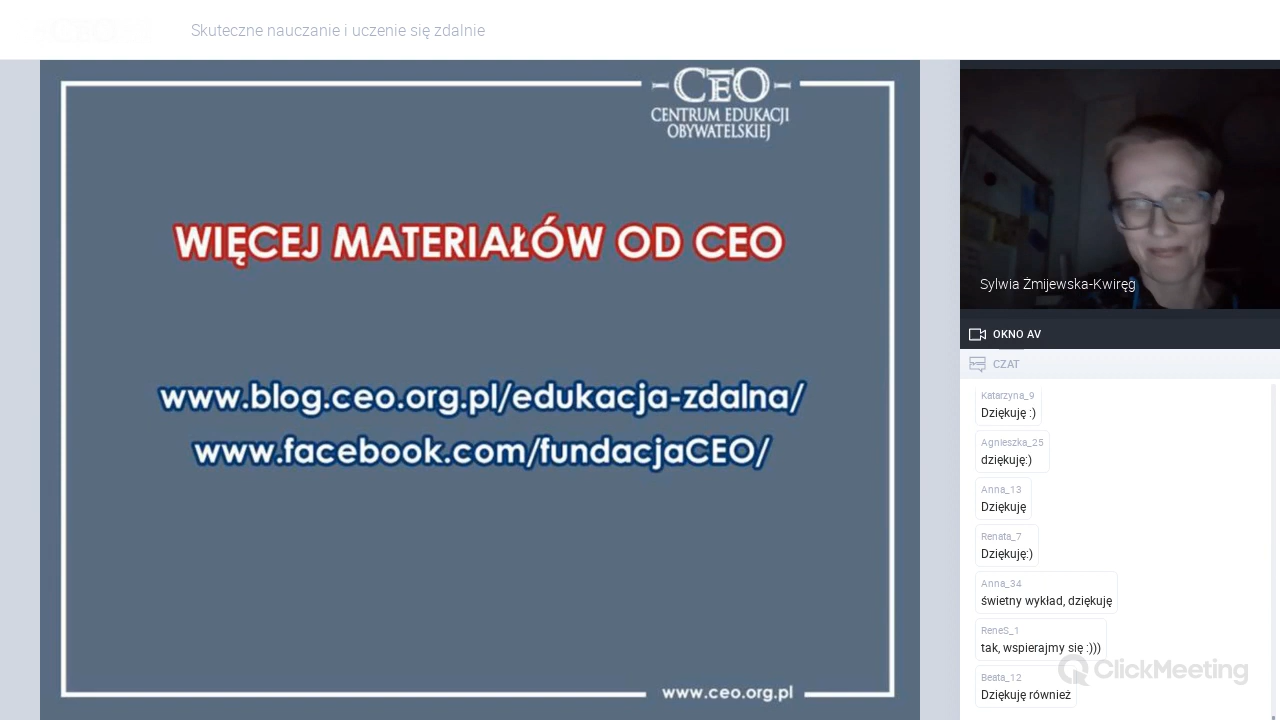 CEO
Skuteczne nauczanie i uczenie się zdalnie
CEO
CENTRUM EDUKACJI
OBYWATELSKIEJ
WIĘCEJ MATERIAŁÓW OD CEO
www.blog.ceo.org.pl/edukacja-zdalna/
www.facebook.com/fundacjaCEO/
www.ceo.org.pl
Sylwia Żmijewska-Kwiręg
OKNO AV
CZAT
Katarzyna_9
Dziękuję :)
Agnieszka_25
dziękuję:)
Anna_13
Dziękuję
Renata_7
Dziękuję:)
Anna_34
świetny wykład, dziękuję
ReneS_1
tak, wspierajmy się :)))
ClickMeeting
Beata_12
Dziękuję również